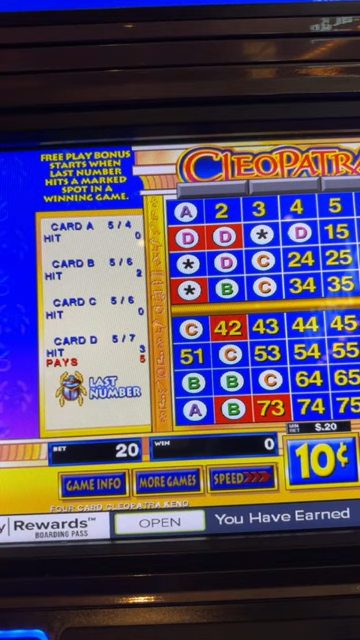 FREE PLAY BONUS
STARTS WHEN
LAST NUMBER
HITS A MARKED
SPOT IN A
WINNING GAME.
CLEOPATRA
CARD A 5/4
HIT 0
CARD B 5/6
HIT 2
CARD C 5/6
HIT 0
CARD D 5/7
HIT 3
PAYS 5
LAST
NUMBER
A 2 3 4 5
D D * D 15
* D C 24 25
* B C 34 35
C 42 43 44 45
51 C 53 54 55
B B C 64 65
A B 73 74 75
BET 20 WIN 0
MIN BET $.20
10¢
GAME INFO MORE GAMES SPEED>>>
FOUR CARD CLEOPATRA KENO
y|Rewards™
BOARDING PASS
OPEN
You Have Earned